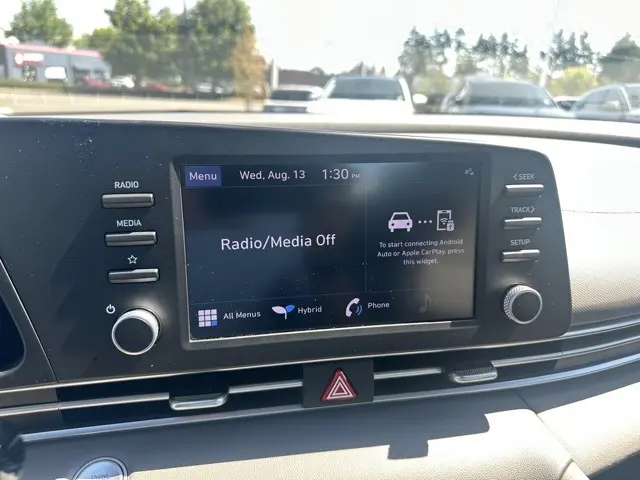 RADIO
MEDIA
Menu
Wed, Aug. 13
1:30 PM
Radio/Media Off
To start connecting Android
Auto or Apple CarPlay, press
this widget.
All Menus
Hybrid
Phone
< SEEK
TRACK >
SETUP
ENGINE